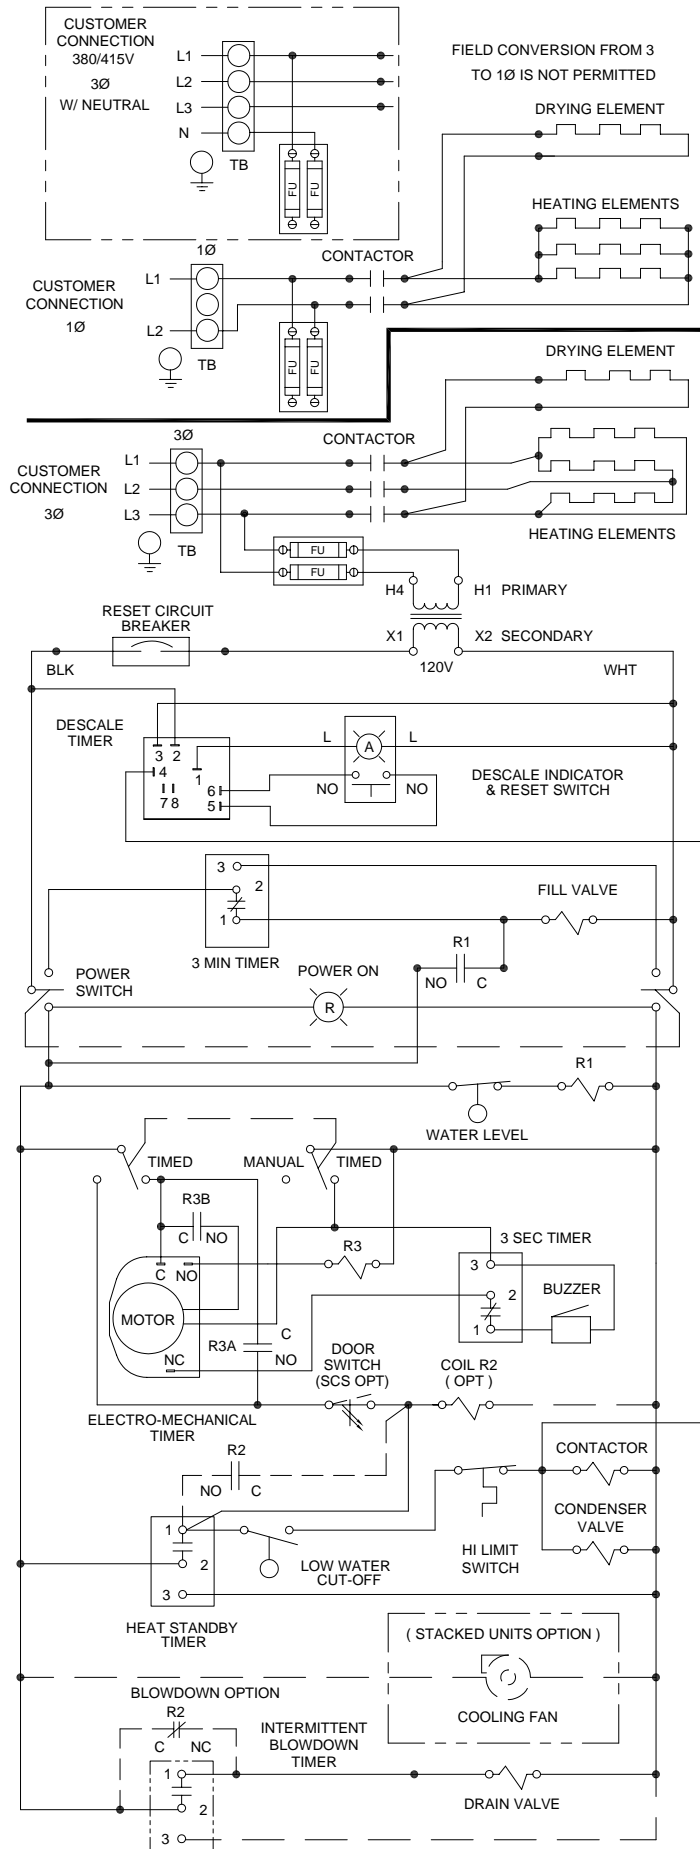 CUSTOMER
CONNECTION
380/415V
3Ø
W/ NEUTRAL
L1
L2
L3
N
TB
FU
FU
FIELD CONVERSION FROM 3
TO 1Ø IS NOT PERMITTED
DRYING ELEMENT
HEATING ELEMENTS
1Ø
CONTACTOR
CUSTOMER
CONNECTION
1Ø
L1
L2
TB
FU
FU
DRYING ELEMENT
3Ø
CONTACTOR
CUSTOMER
CONNECTION
3Ø
L1
L2
L3
TB
HEATING ELEMENTS
FU
FU
H4
H1 PRIMARY
RESET CIRCUIT
BREAKER
X1
X2 SECONDARY
BLK
120V
WHT
DESCALE
TIMER
3 2
4
1
7 8
6
5
L
A
L
NO
NO
DESCALE INDICATOR
& RESET SWITCH
3
2
1
3 MIN TIMER
FILL VALVE
R1
NO
C
POWER
SWITCH
POWER ON
R
R1
WATER LEVEL
TIMED
MANUAL
TIMED
R3B
C
NO
R3
3 SEC TIMER
C
NO
3
2
1
BUZZER
MOTOR
NC
R3A
C
NO
DOOR
SWITCH
(SCS OPT)
COIL R2
( OPT )
ELECTRO-MECHANICAL
TIMER
R2
NO
C
CONTACTOR
CONDENSER
VALVE
1
2
3
LOW WATER
CUT-OFF
HI LIMIT
SWITCH
HEAT STANDBY
TIMER
( STACKED UNITS OPTION )
COOLING FAN
BLOWDOWN OPTION
R2
C
NC
INTERMITTENT
BLOWDOWN
TIMER
1
2
3
DRAIN VALVE